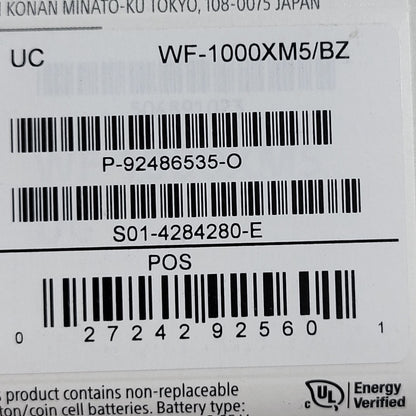 KONAN MINATO-KU TOKYO, 108-0075 JAPAN
UC WF-1000XM5/BZ
P-92486535-O
S01-4284280-E
POS
0 27242 92560 1
product contains non-replaceable
on/coin cell batteries. Battery type:
UL Energy
c Verified